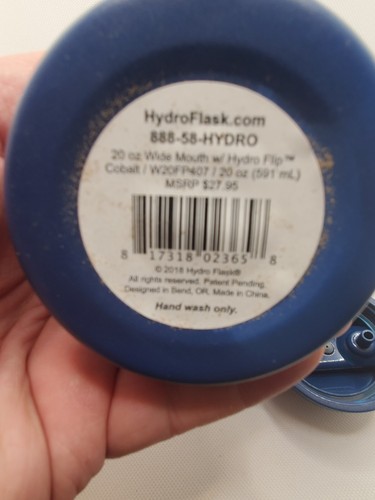 HydroFlask.com
888-58-HYDRO
20 oz Wide Mouth w/ Hydro Flip™
Cobalt / W20FP407 / 20 oz (591 mL)
MSRP $27.95
8 17318 02365 8
© 2018 Hydro Flask®
All rights reserved. Patent Pending.
Designed in Bend, OR, Made in China.
Hand wash only.